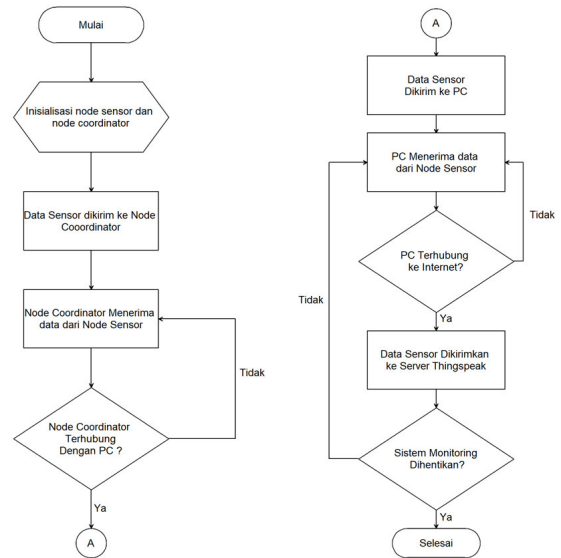 Mulai
Inisialisasi node sensor dan
node coordinator
Data Sensor dikirim ke Node
Cooordinator
Node Coordinator Menerima
data dari Node Sensor
Tidak
Node Coordinator
Terhubung
Dengan PC ?
Ya
A
A
Data Sensor
Dikirim ke PC
PC Menerima data
dari Node Sensor
Tidak
PC Terhubung
ke Internet?
Tidak
Ya
Data Sensor Dikirimkan
ke Server Thingspeak
Sistem Monitoring
Dihentikan?
Ya
Selesai